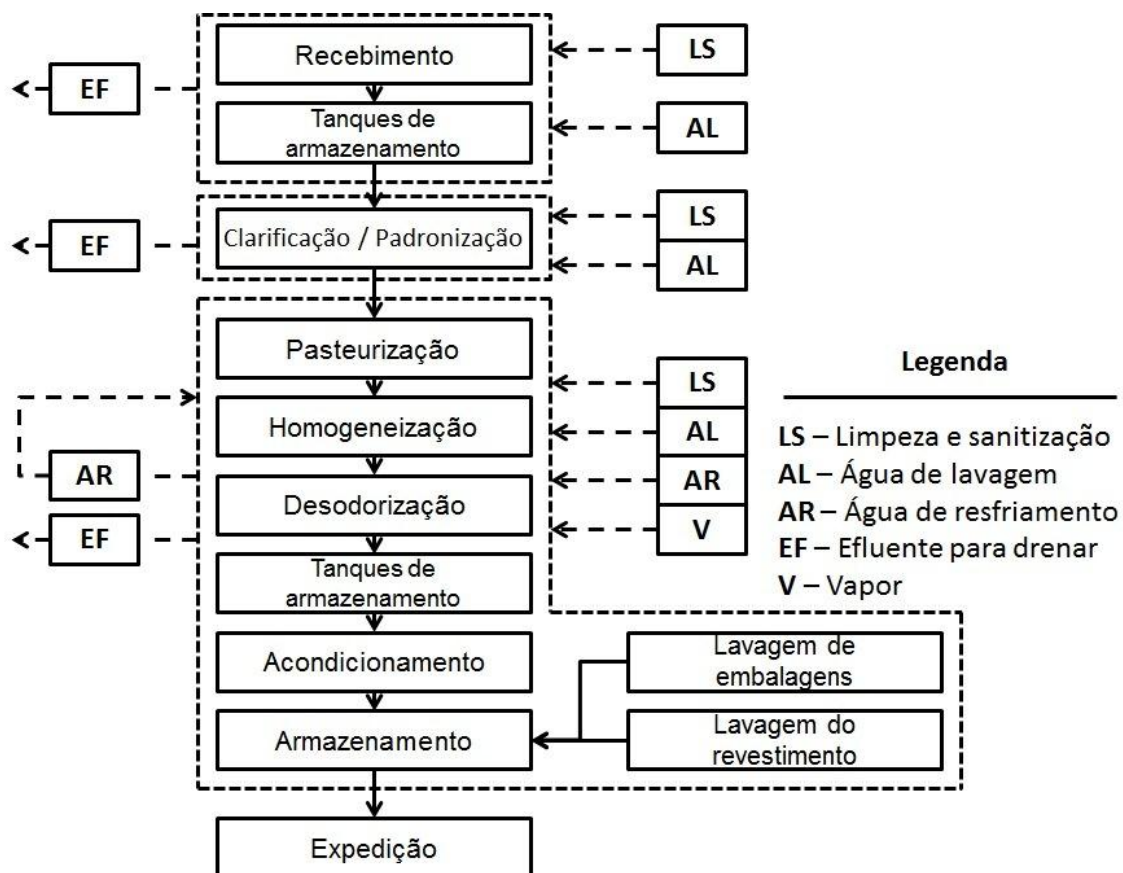 Recebimento
LS
EF
Tanques de
armazenamento
AL
Clarificação / Padronização
LS
EF
AL
Pasteurização
LS
Homogeneização
AL
AR
Desodorização
AR
EF
V
Tanques de
armazenamento
Acondicionamento
Lavagem de
embalagens
Armazenamento
Lavagem do
revestimento
Expedição
Legenda
LS – Limpeza e sanitização
AL – Água de lavagem
AR – Água de resfriamento
EF – Efluente para drenar
V – Vapor